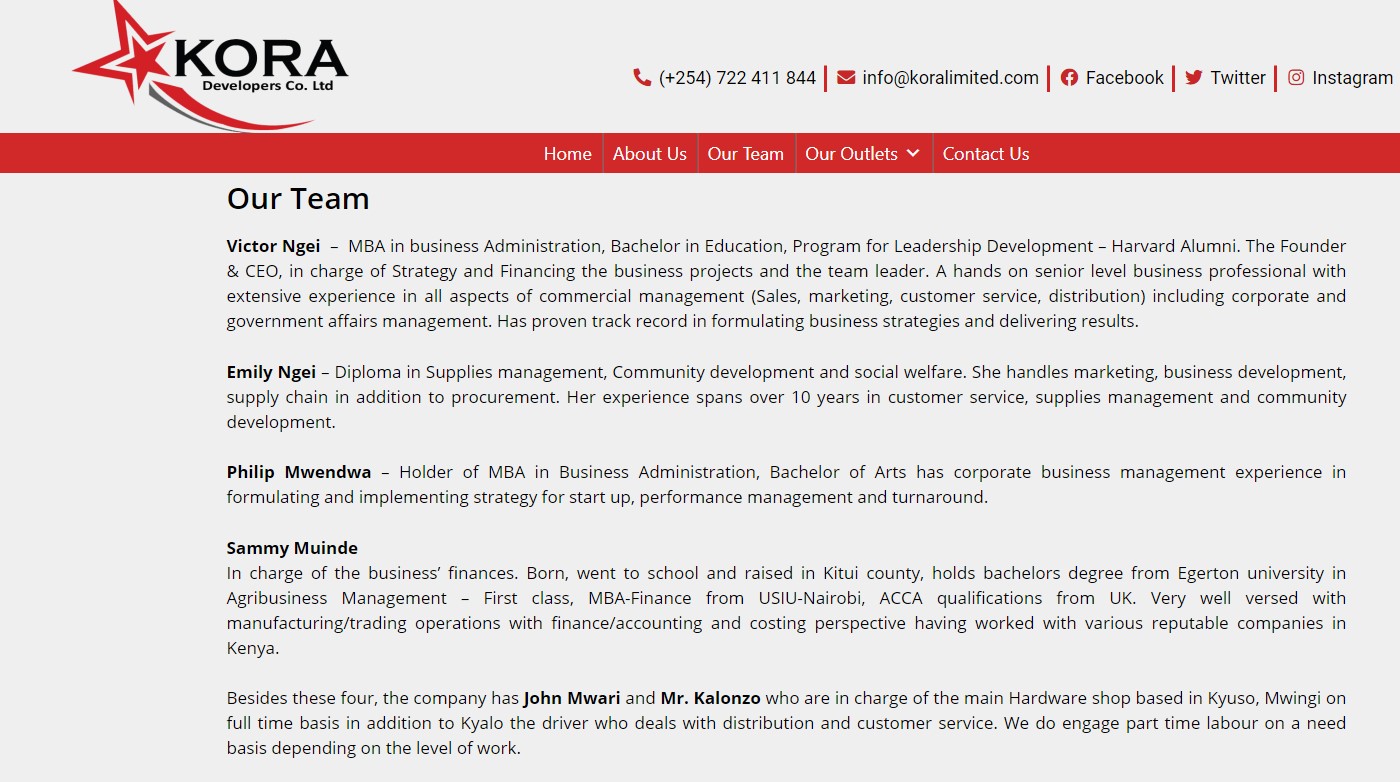 KORA
Developers Co. Ltd
(+254) 722 411 844
info@koralimited.com
Facebook
Twitter
Instagram
Home
About Us
Our Team
Our Outlets
Contact Us
Our Team
Victor Ngei – MBA in business Administration, Bachelor in Education, Program for Leadership Development – Harvard Alumni. The Founder
& CEO, in charge of Strategy and Financing the business projects and the team leader. A hands on senior level business professional with
extensive experience in all aspects of commercial management (Sales, marketing, customer service, distribution) including corporate and
government affairs management. Has proven track record in formulating business strategies and delivering results.
Emily Ngei – Diploma in Supplies management, Community development and social welfare. She handles marketing, business development,
supply chain in addition to procurement. Her experience spans over 10 years in customer service, supplies management and community
development.
Philip Mwendwa – Holder of MBA in Business Administration, Bachelor of Arts has corporate business management experience in
formulating and implementing strategy for start up, performance management and turnaround.
Sammy Muinde
In charge of the business’ finances. Born, went to school and raised in Kitui county, holds bachelors degree from Egerton university in
Agribusiness Management – First class, MBA-Finance from USIU-Nairobi, ACCA qualifications from UK. Very well versed with
manufacturing/trading operations with finance/accounting and costing perspective having worked with various reputable companies in
Kenya.
Besides these four, the company has John Mwari and Mr. Kalonzo who are in charge of the main Hardware shop based in Kyuso, Mwingi on
full time basis in addition to Kyalo the driver who deals with distribution and customer service. We do engage part time labour on a need
basis depending on the level of work.